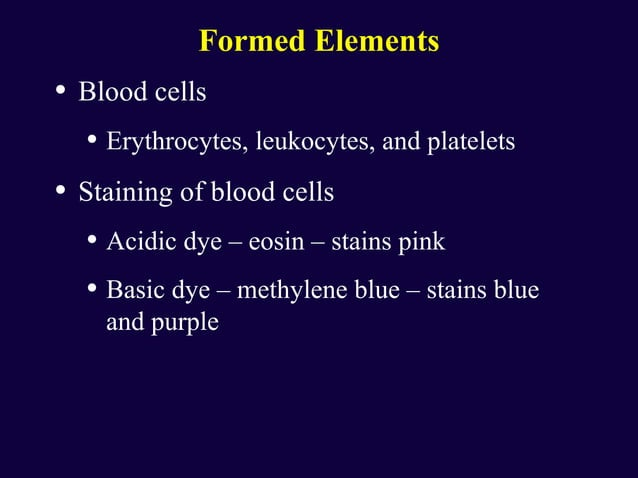 Formed Elements
• Blood cells
• Erythrocytes, leukocytes, and platelets
• Staining of blood cells
• Acidic dye – eosin – stains pink
• Basic dye – methylene blue – stains blue
and purple